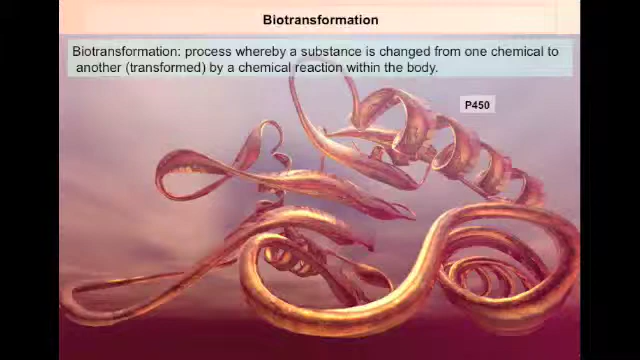 Biotransformation
Biotransformation: process whereby a substance is changed from one chemical to
another (transformed) by a chemical reaction within the body.
P450